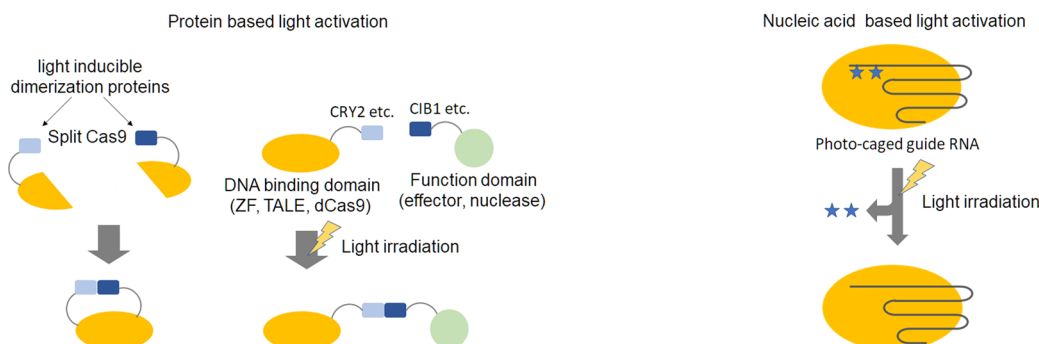 Protein based light activation
Nucleic acid based light activation
light inducible
dimerization proteins
Split Cas9
CRY2 etc.
CIB1 etc.
DNA binding domain
(ZF, TALE, dCas9)
Function domain
(effector, nuclease)
Light irradiation
Photo-caged guide RNA
Light irradiation